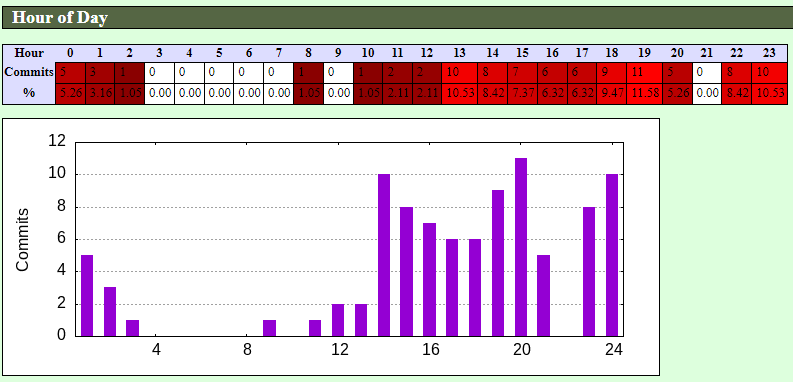 Hour of Day
Hour 0 1 2 3 4 5 6 7 8 9 10 11 12 13 14 15 16 17 18 19 20 21 22 23
Commits 5 3 1 0 0 0 0 0 1 0 1 2 2 10 8 7 6 6 9 11 5 0 8 10
% 5.26 3.16 1.05 0.00 0.00 0.00 0.00 0.00 1.05 0.00 1.05 2.11 2.11 10.53 8.42 7.37 6.32 6.32 9.47 11.58 5.26 0.00 8.42 10.53
12
10
8
6
4
2
0
Commits
4 8 12 16 20 24